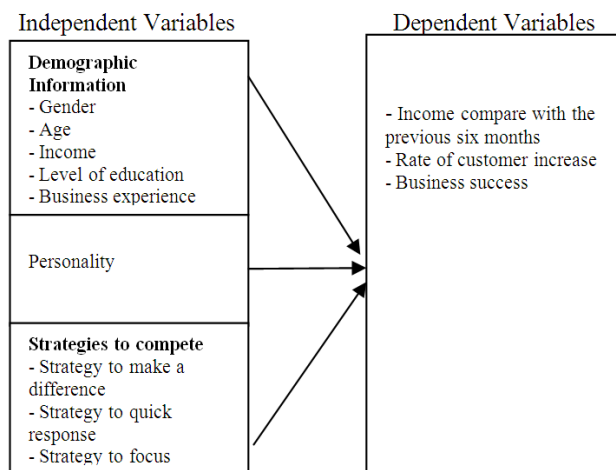 Independent Variables
Demographic
Information
- Gender
- Age
- Income
- Level of education
- Business experience
Personality
Strategies to compete
- Strategy to make a
difference
- Strategy to quick
response
- Strategy to focus
Dependent Variables
- Income compare with the
previous six months
- Rate of customer increase
- Business success